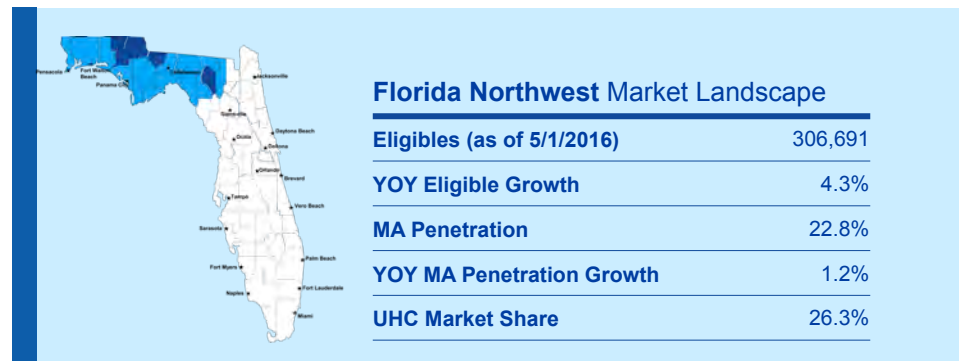 Jacksonville
Pensacola
Fort Walton
Beach
Panama City
Gainesville
Daytona Beach
Ocala
Deltona
Orlando
Brevard
Tampa
Vero Beach
Sarasota
Palm Beach
Fort Myers
Fort Lauderdale
Naples
Miami
Florida Northwest Market Landscape
Eligibles (as of 5/1/2016) 306,691
YOY Eligible Growth 4.3%
MA Penetration 22.8%
YOY MA Penetration Growth 1.2%
UHC Market Share 26.3%